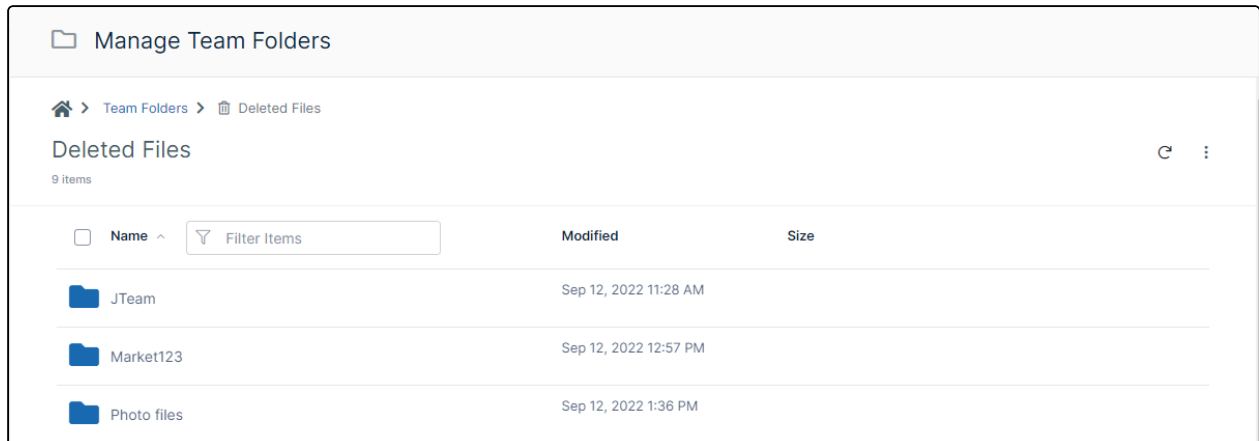 Manage Team Folders
Team Folders Deleted Files
Deleted Files
9 items
Name Filter Items Modified Size
JTeam Sep 12, 2022 11:28 AM
Market123 Sep 12, 2022 12:57 PM
Photo files Sep 12, 2022 1:36 PM